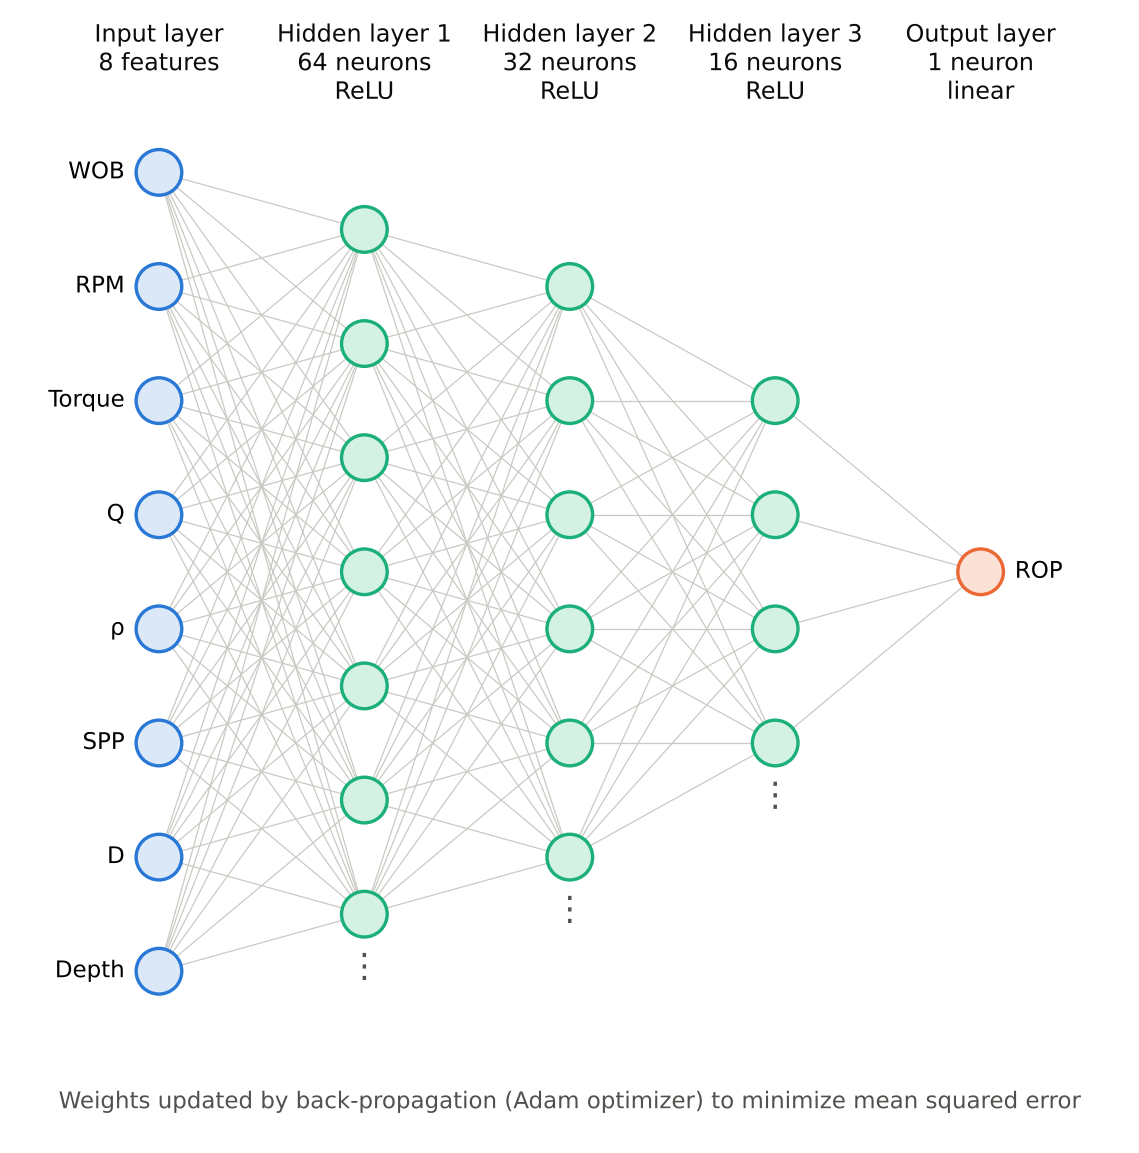 Input layer
8 features
Hidden layer 1
64 neurons
ReLU
Hidden layer 2
32 neurons
ReLU
Hidden layer 3
16 neurons
ReLU
Output layer
1 neuron
linear
WOB
RPM
Torque
Q
ρ
SPP
D
Depth
ROP
Weights updated by back-propagation (Adam optimizer) to minimize mean squared error